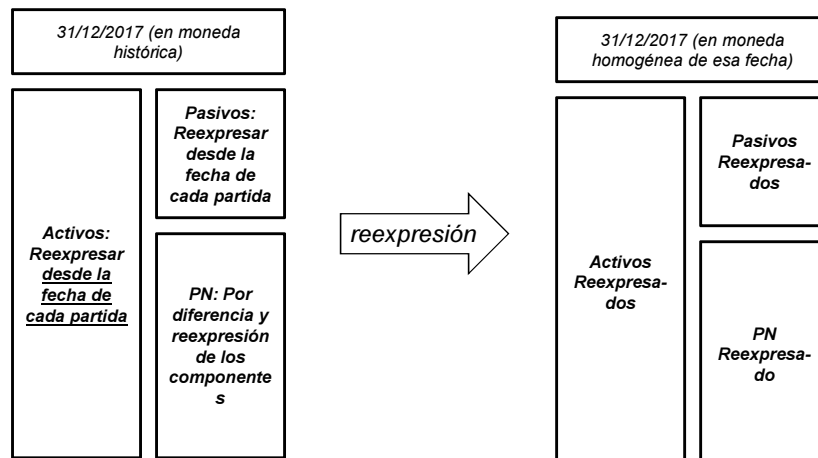 31/12/2017 (en moneda
histórica)
Activos:
Reexpresar
desde la
fecha de
cada partida
Pasivos:
Reexpresar
desde la
fecha de
cada partida
PN: Por
diferencia y
reexpresión
de los
componente
s
reexpresión
31/12/2017 (en moneda
homogénea de esa fecha)
Activos
Reexpresa-
dos
Pasivos
Reexpresa-
dos
PN
Reexpresa-
do